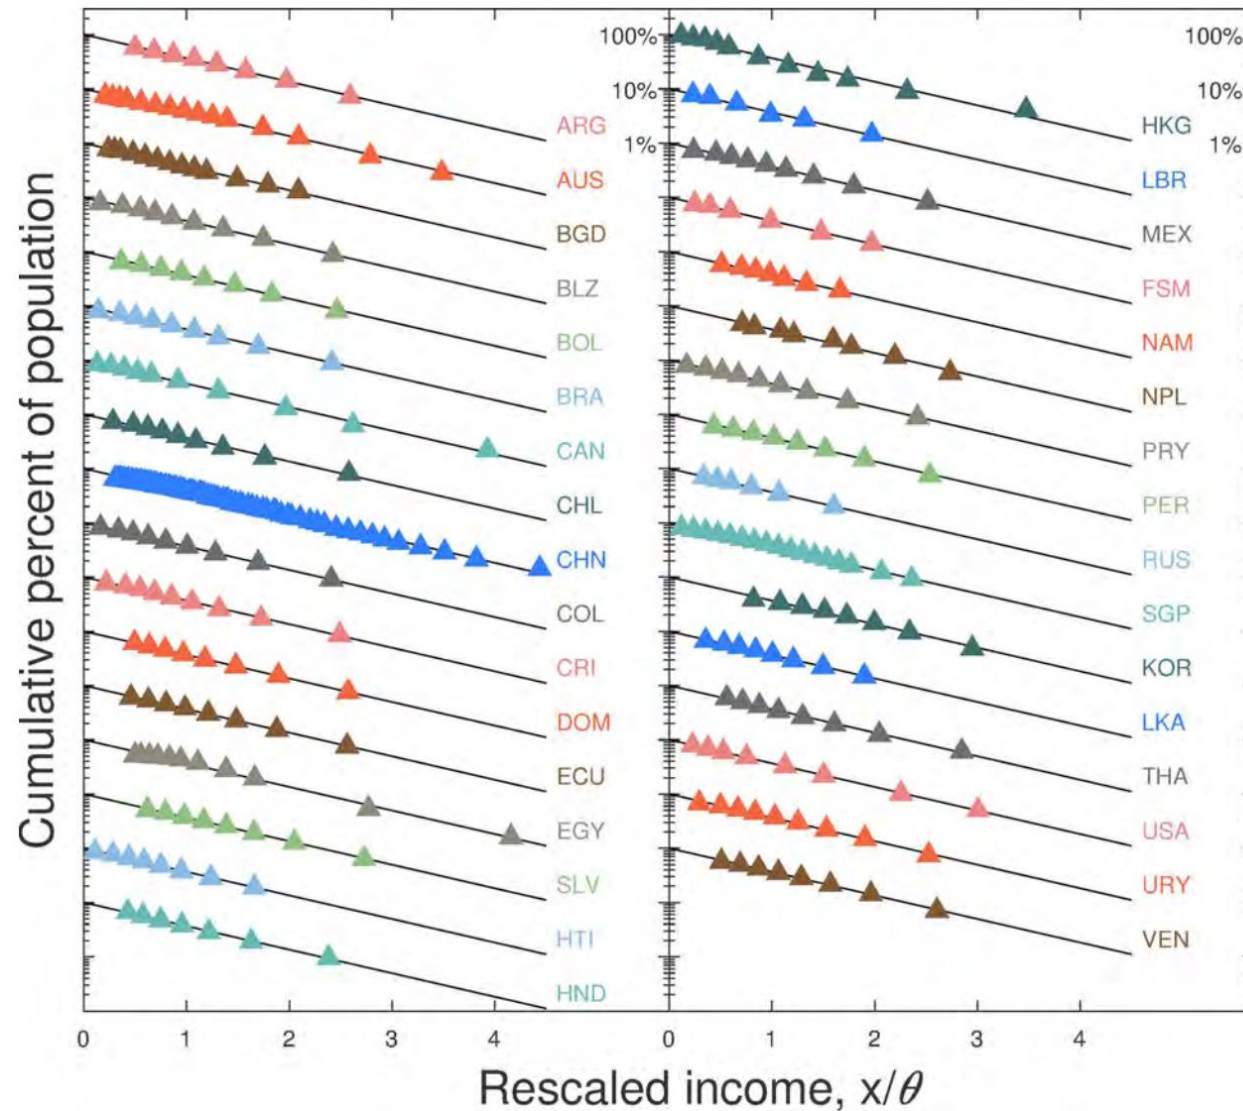 Cumulative percent of population
100%
10%
1%
ARG
AUS
BGD
BLZ
BOL
BRA
CAN
CHL
CHN
COL
CRI
DOM
ECU
EGY
SLV
HTI
HND
0 1 2 3 4
100%
10%
1%
HKG
LBR
MEX
FSM
NAM
NPL
PRY
PER
RUS
SGP
KOR
LKA
THA
USA
URY
VEN
0 1 2 3 4
Rescaled income, x/θ